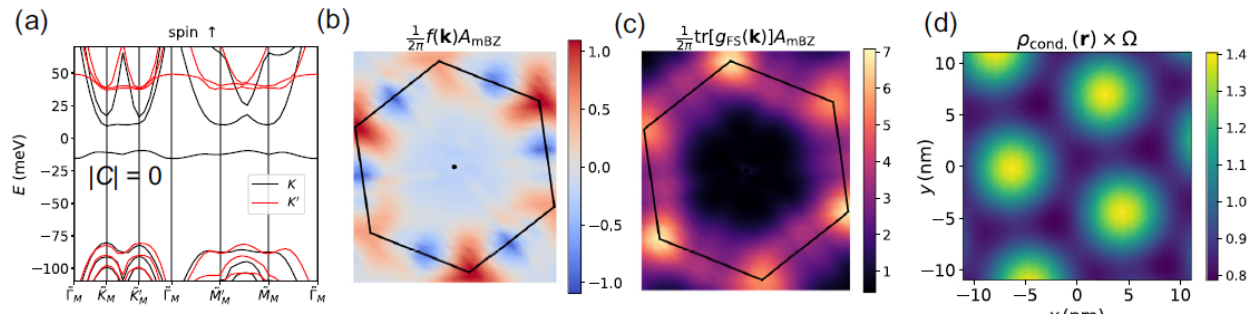 (a)
spin ↑
E (meV)
50
25
0
−25
−50
−75
−100
|C| = 0
K
K′
Γ̃_M K̃_M K̃′_M Γ̃_M M̃′_M M̃_M Γ̃_M
(b)
1/2π f(k)A_mBZ
1.0
0.5
0.0
−0.5
−1.0
(c)
1/2π tr[g_FS(k)]A_mBZ
7
6
5
4
3
2
1
(d)
ρ_cond.(r) × Ω
y (nm)
10
5
0
−5
−10
−10 −5 0 5 10
x (nm)
1.4
1.3
1.2
1.1
1.0
0.9
0.8